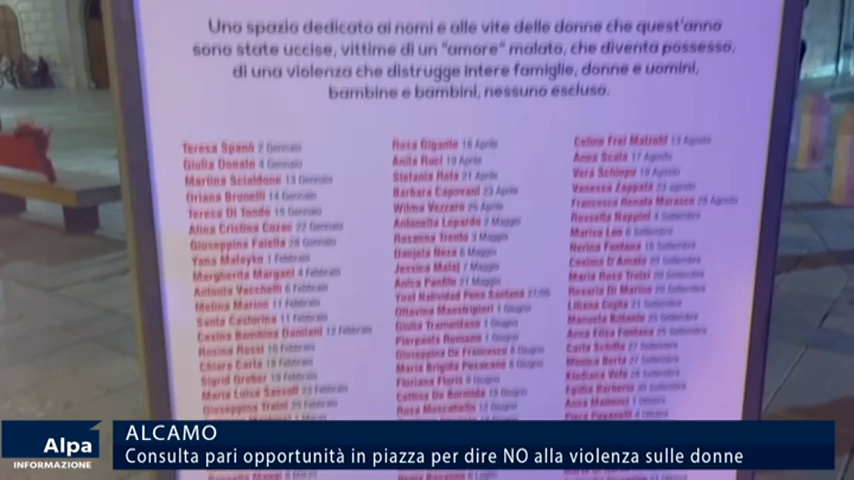 Uno spazio dedicato ai nomi e alle vite delle donne che quest'anno
sono state uccise, vittime di un "amore" malato, che diventa possesso,
di una violenza che distrugge intere famiglie, donne e uomini,
bambine e bambini, nessuno escluso.
Teresa Spanò 2 Gennaio
Giulia Donato 4 Gennaio
Martina Scialdone 13 Gennaio
Oriana Brunelli 14 Gennaio
Teresa Di Tondo 15 Gennaio
Alina Cristina Cozac 22 Gennaio
Giuseppina Faiella 28 Gennaio
Yana Malayko 1 Febbraio
Margherita Margani 4 Febbraio
Antonia Vacchelli 6 Febbraio
Melina Marino 11 Febbraio
Santa Castorina 11 Febbraio
Cesina Bambina Damiani 12 Febbraio
Rosina Rossi 16 Febbraio
Chiara Carta 18 Febbraio
Sigrid Grober 19 Febbraio
Maria Luisa Sassoli 23 Febbraio
Giuseppina Traini 25 Febbraio
Rosa Gigante 18 Aprile
Anila Ruci 19 Aprile
Stefania Rota 21 Aprile
Barbara Capovani 23 Aprile
Wilma Vezzaro 25 Aprile
Antonella Lopardo 2 Maggio
Rosanna Trento 3 Maggio
Danjela Neza 6 Maggio
Jessica Malaj 7 Maggio
Anica Panfile 21 Maggio
Yirel Natividad Pena Santana 27/05
Ottavina Maestripieri 1 Giugno
Giulia Tramontano 1 Giugno
Pierpaola Romano 1 Giugno
Giuseppina De Francesco 8 Giugno
Maria Brigida Pesacane 8 Giugno
Floriana Floris 9 Giugno
Cettina De Bormida 10 Giugno
Rosa Moscatiello 12 Giugno
Celine Frei Matzohl 13 Agosto
Anna Scala 17 Agosto
Vera Schiopu 19 Agosto
Vanessa Zappalà 23 agosto
Francesca Renata Marasco 28 Agosto
Rossella Nappini 4 Settembre
Marisa Leo 6 Settembre
Nerina Fontana 16 Settembre
Cosima D'Amato 20 Settembre
Maria Rosa Troisi 20 Settembre
Rosaria Di Marino 20 Settembre
Liliana Cojita 21 Settembre
Manuela Bittante 25 Settembre
Anna Elisa Fontana 25 Settembre
Carla Schiffo 27 Settembre
Monica Berta 27 Settembre
Klodiana Vefa 28 Settembre
Egidia Barberio 30 Settembre
Anna Malmusi 1 Ottobre
Piera Paganelli 4 Ottobre
Alpa
INFORMAZIONE
ALCAMO
Consulta pari opportunità in piazza per dire NO alla violenza sulle donne